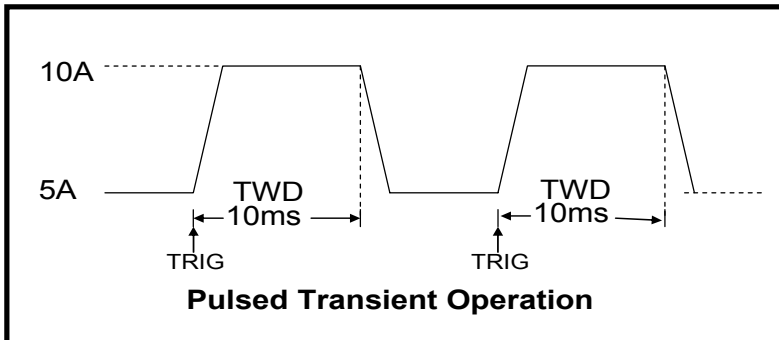 10A
5A
TWD
10ms
TWD
10ms
TRIG
TRIG
Pulsed Transient Operation